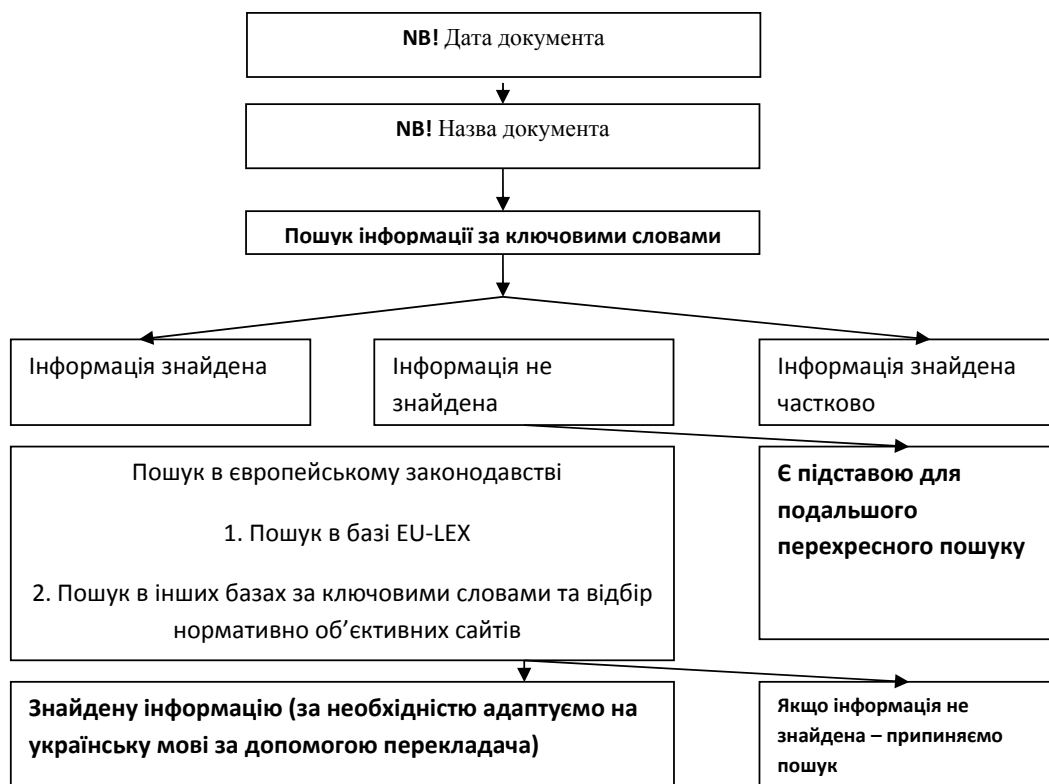 NB! Дата документа
NB! Назва документа
Пошук інформації за ключовими словами
Інформація знайдена
Інформація не
знайдена
Інформація знайдена
частково
Пошук в європейському законодавстві
1. Пошук в базі EU-LEX
2. Пошук в інших базах за ключовими словами та відбір
нормативно об’єктивних сайтів
Є підставою для
подальшого
перехресного пошуку
Знайдену інформацію (за необхідністю адаптуємо на
українську мові за допомогою перекладача)
Якщо інформація не
знайдена – припиняємо
пошук